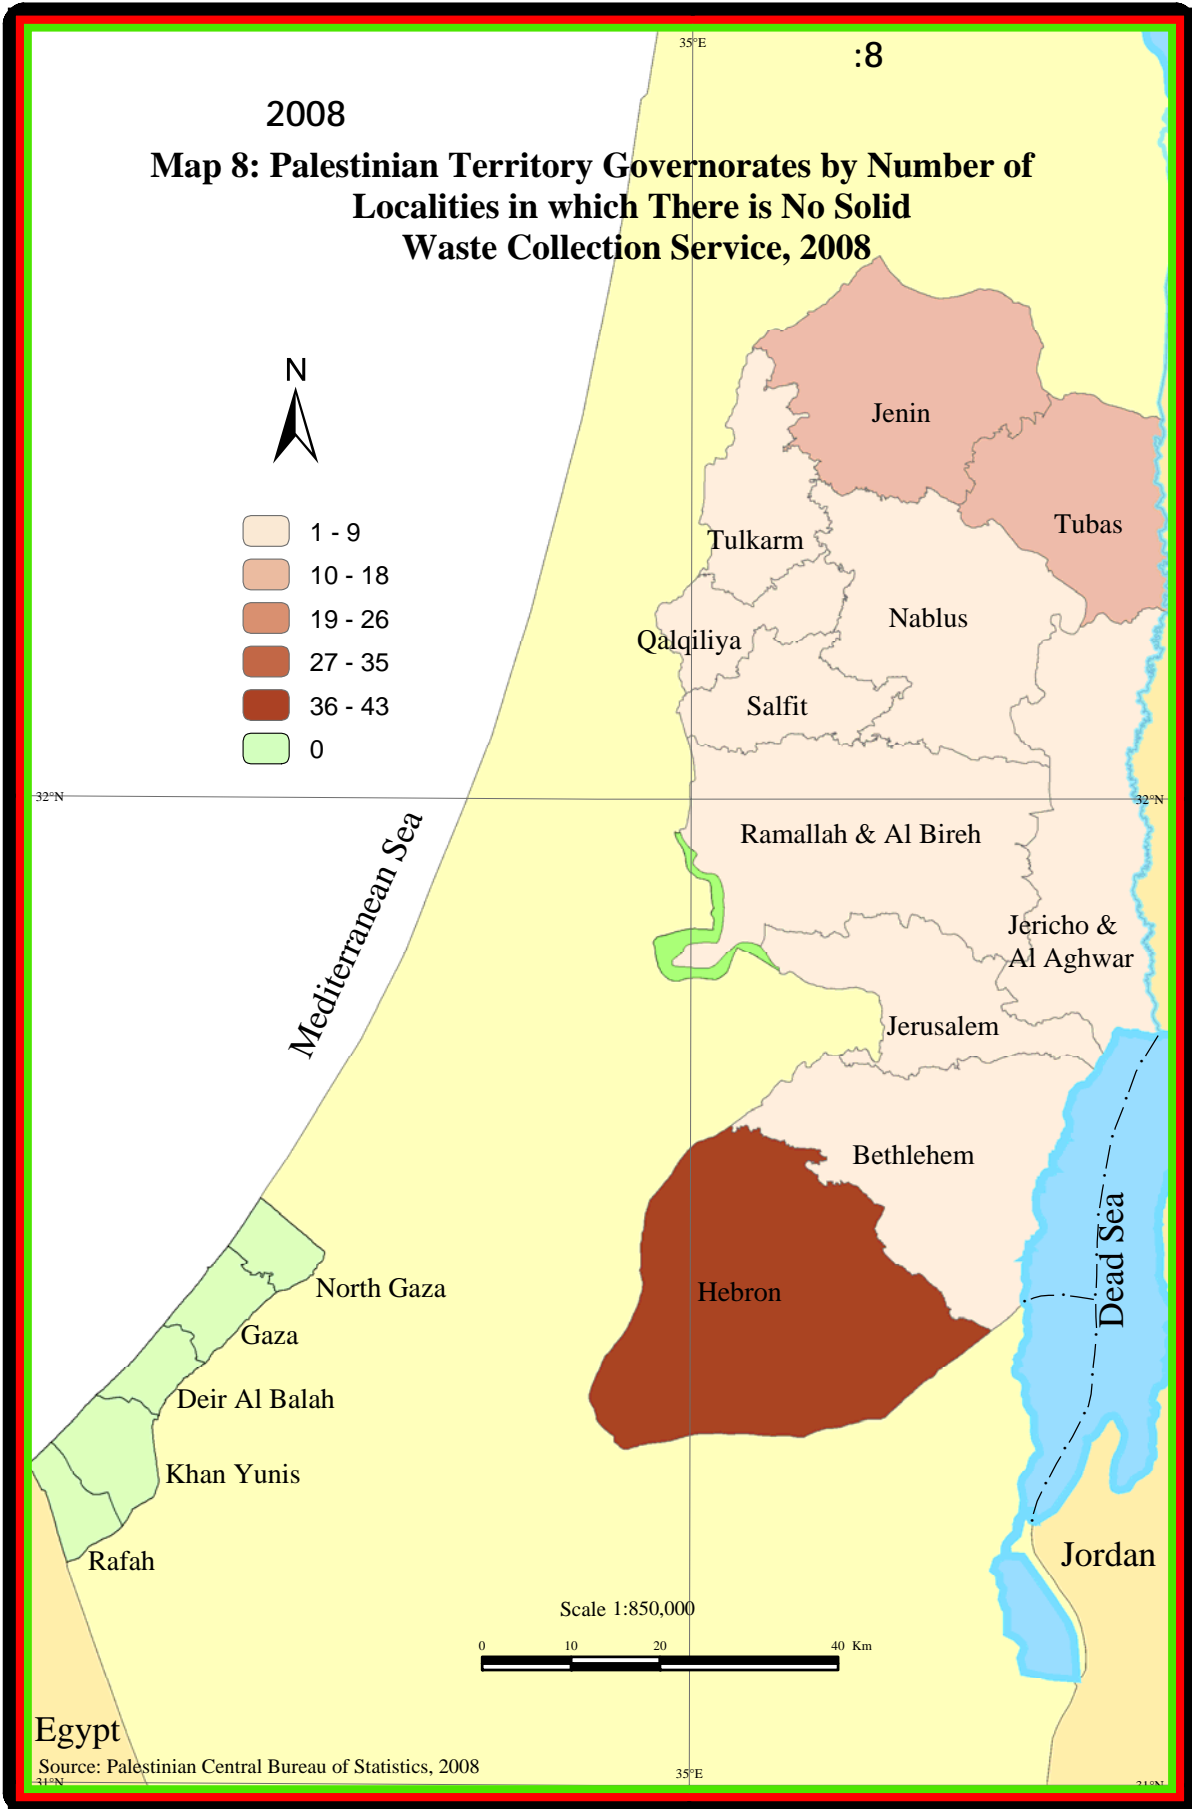 35°E
:8
2008
Map 8: Palestinian Territory Governorates by Number of
Localities in which There is No Solid
Waste Collection Service, 2008
N
Jenin
Tubas
Tulkarm
Nablus
Qalqiliya
Salfit
1 - 9
10 - 18
19 - 26
27 - 35
36 - 43
0
32°N
32°N
Mediterranean Sea
Ramallah & Al Bireh
Jericho &
Al Aghwar
Jerusalem
Bethlehem
Dead Sea
Hebron
North Gaza
Gaza
Deir Al Balah
Khan Yunis
Rafah
Jordan
Scale 1:850,000
0 10 20 40 Km
Egypt
Source: Palestinian Central Bureau of Statistics, 2008
35°E
31°N
31°N